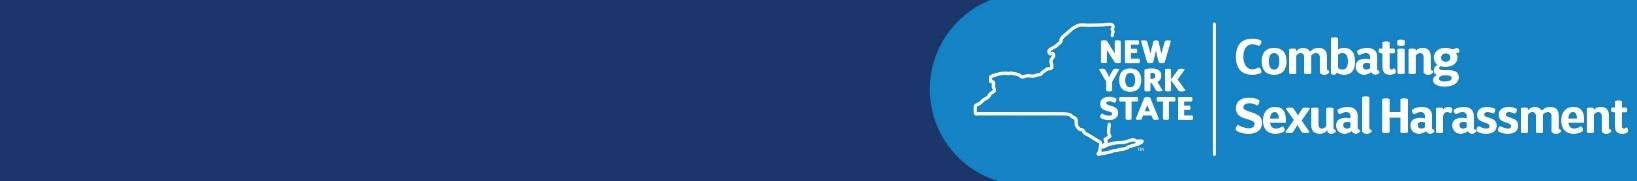 NEW
YORK
STATE
Combating
Sexual Harassment